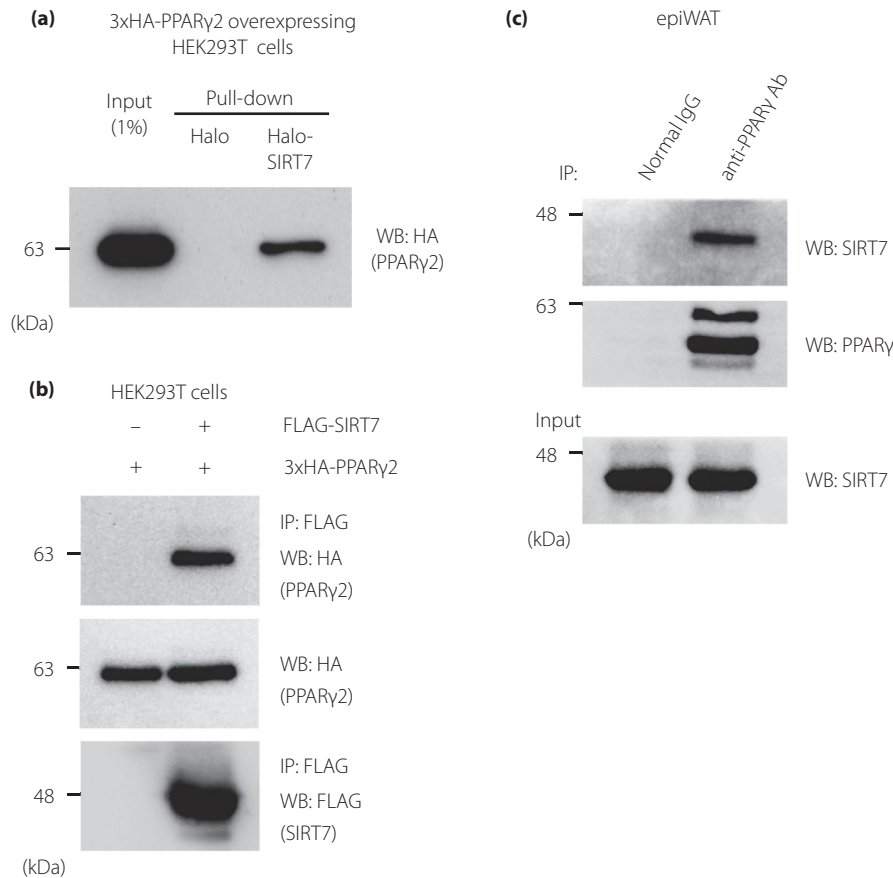 (a)
3xHA-PPARγ2 overexpressing
HEK293T cells
Input
(1%)
Pull-down
Halo
Halo-
SIRT7
63
WB: HA
(PPARγ2)
(kDa)
(b)
HEK293T cells
– + FLAG-SIRT7
+ + 3xHA-PPARγ2
63
IP: FLAG
WB: HA
(PPARγ2)
63
WB: HA
(PPARγ2)
48
IP: FLAG
WB: FLAG
(SIRT7)
(kDa)
(c)
epiWAT
IP:
Normal IgG
anti-PPARγ Ab
48
WB: SIRT7
63
WB: PPARγ
Input
48
WB: SIRT7
(kDa)